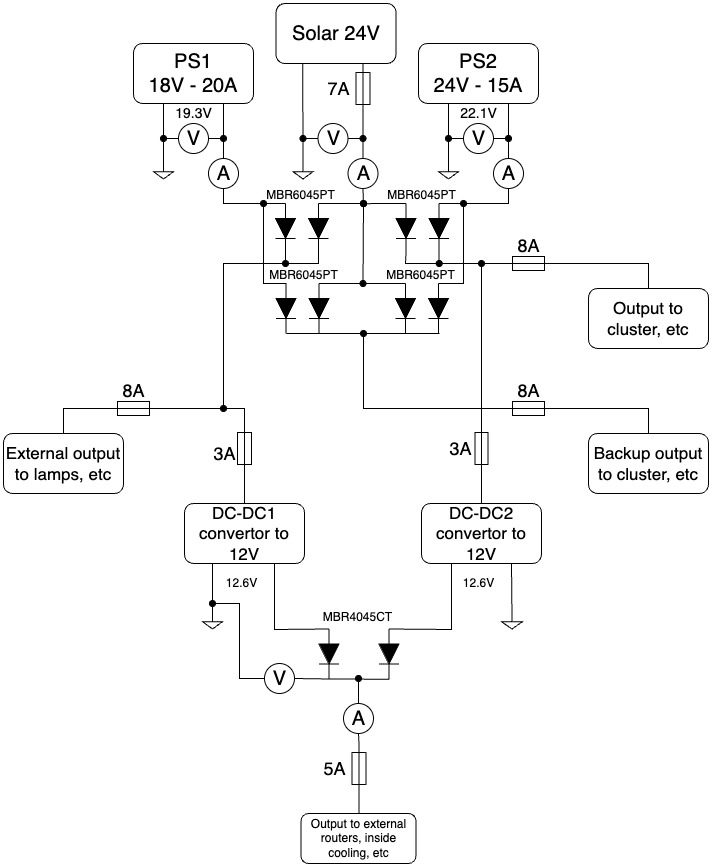 Solar 24V
PS1
18V - 20A
PS2
24V - 15A
7A
19.3V
22.1V
V
V
V
A
A
A
MBR6045PT
MBR6045PT
8A
MBR6045PT
MBR6045PT
Output to
cluster, etc
8A
8A
External output
to lamps, etc
3A
3A
Backup output
to cluster, etc
DC-DC1
convertor to
12V
DC-DC2
convertor to
12V
12.6V
12.6V
MBR4045CT
V
A
5A
Output to external
routers, inside
cooling, etc